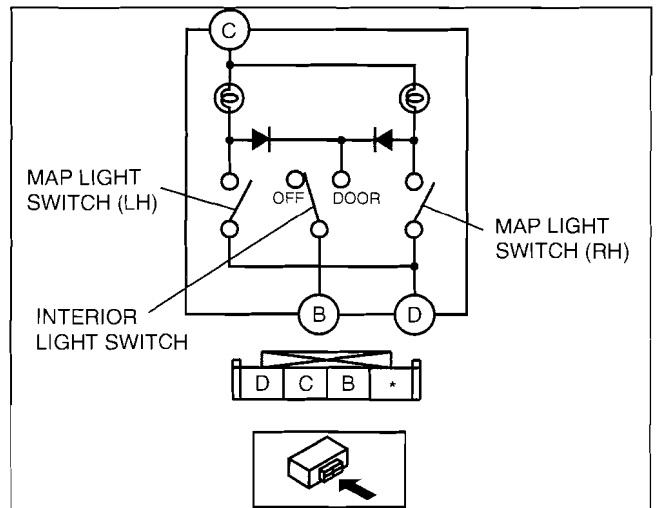 C
MAP LIGHT
SWITCH (LH)
OFF DOOR
MAP LIGHT
SWITCH (RH)
INTERIOR
LIGHT SWITCH
B D
D C B *